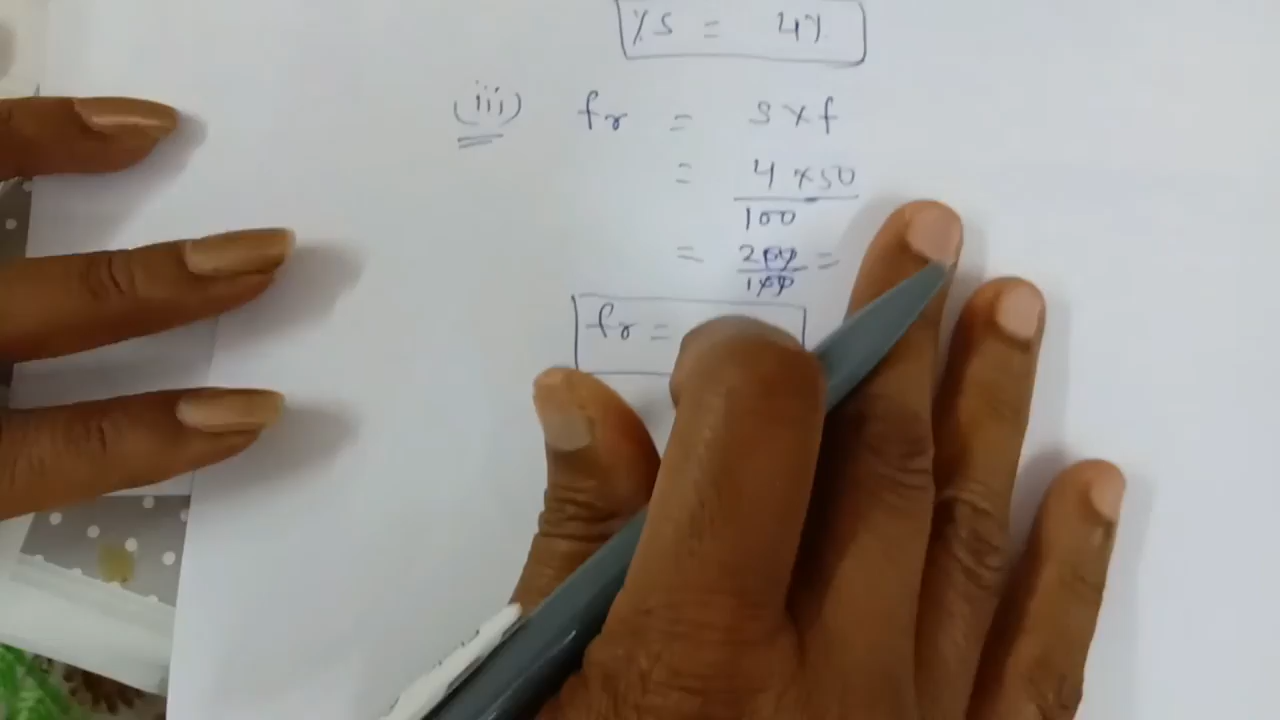 %s = 4%
(iii) fr = s x f
= 4 x 50 / 100
= 200 / 100 =
fr =